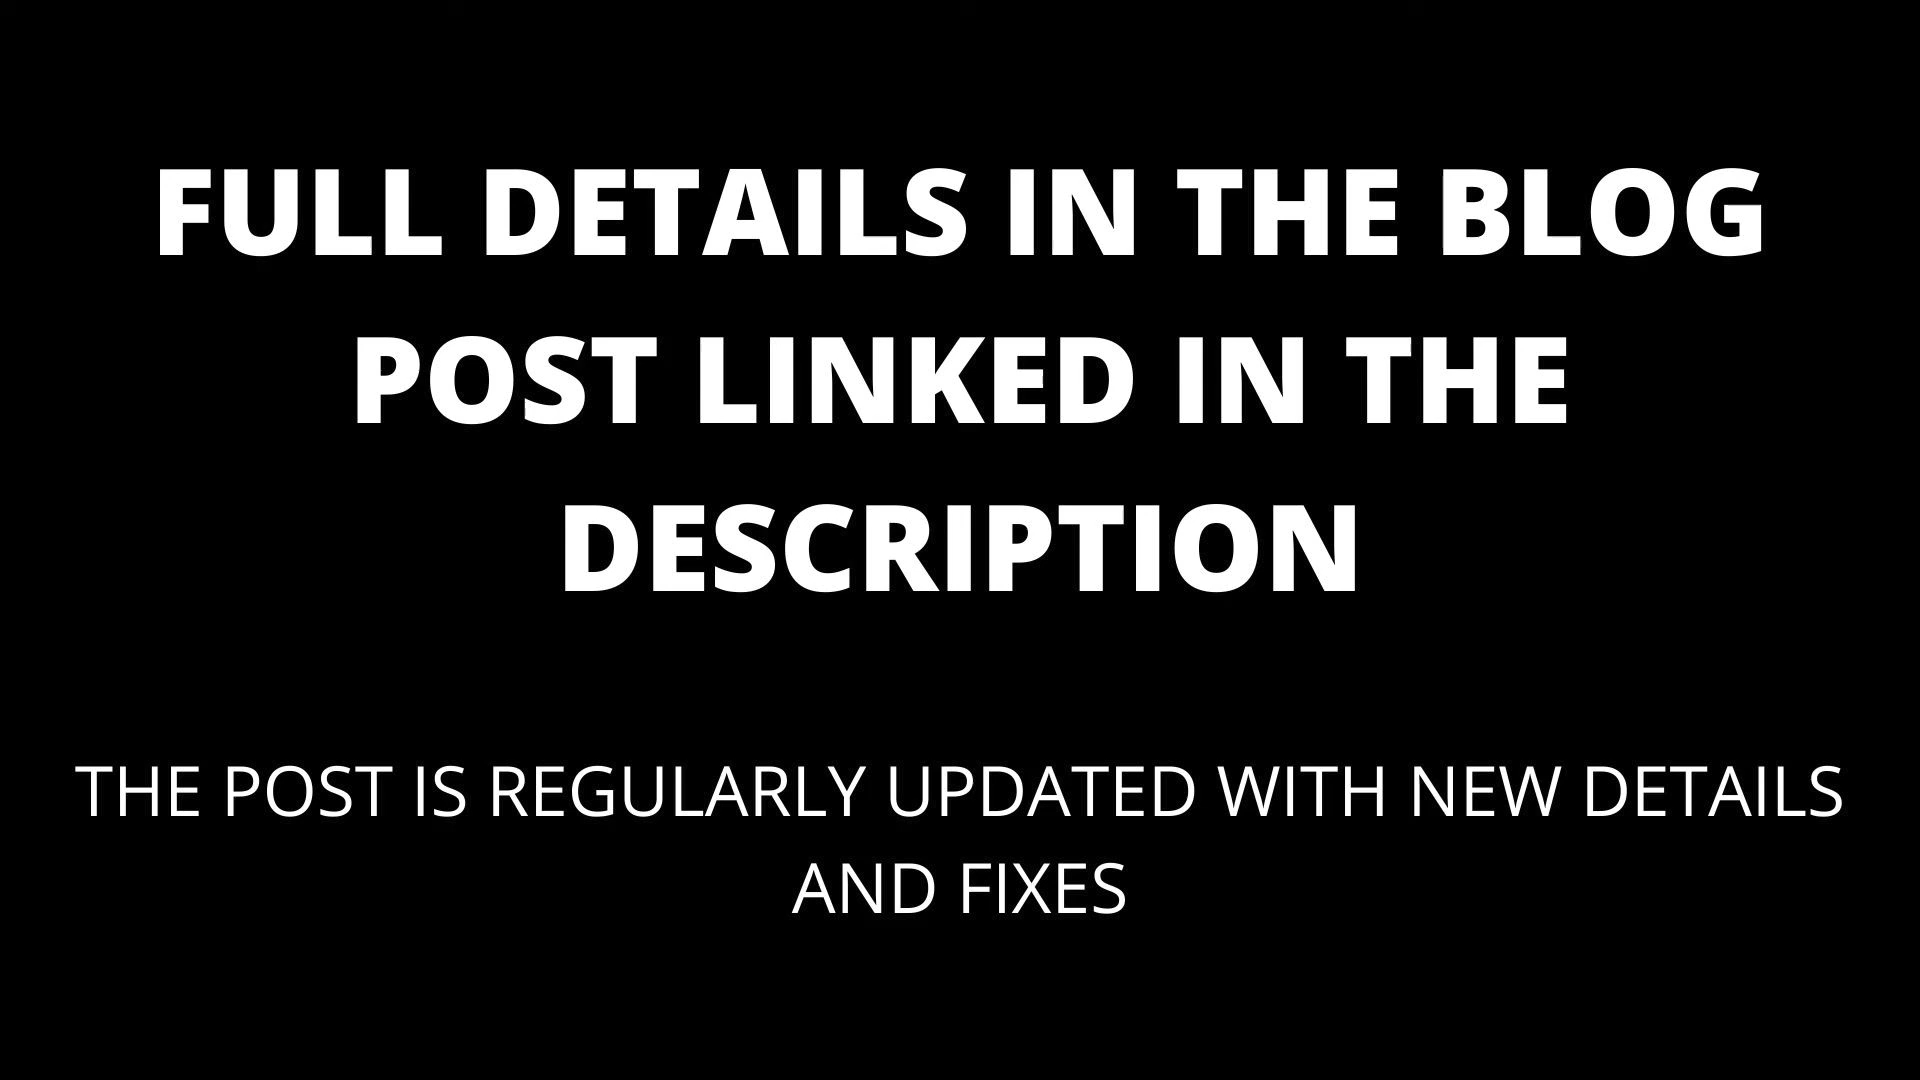 FULL DETAILS IN THE BLOG
POST LINKED IN THE
DESCRIPTION
THE POST IS REGULARLY UPDATED WITH NEW DETAILS
AND FIXES